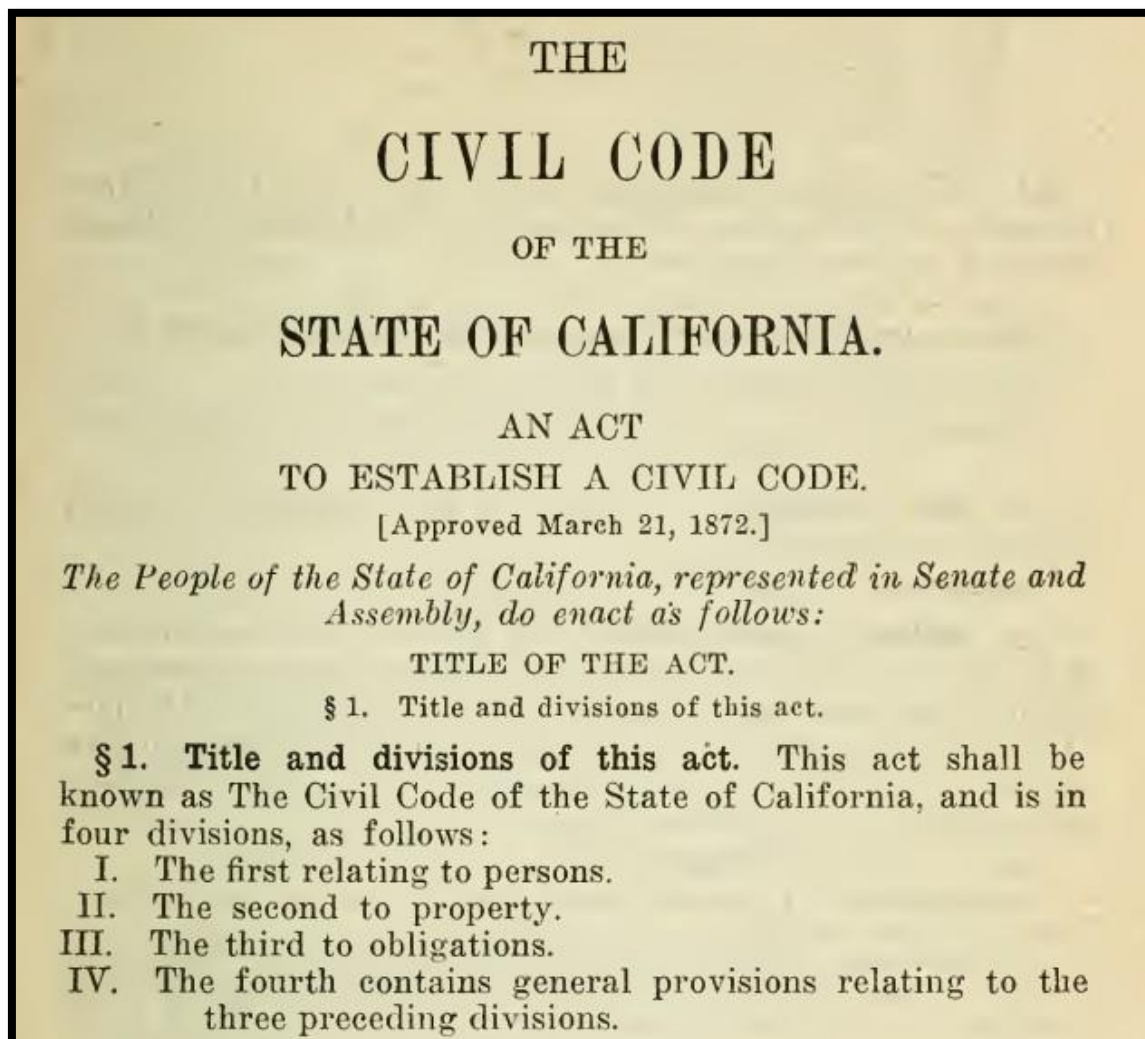 THE
CIVIL CODE
OF THE
STATE OF CALIFORNIA.
AN ACT
TO ESTABLISH A CIVIL CODE.
[Approved March 21, 1872.]
The People of the State of California, represented in Senate and
Assembly, do enact as follows:
TITLE OF THE ACT.
§ 1. Title and divisions of this act.
§ 1. Title and divisions of this act. This act shall be
known as The Civil Code of the State of California, and is in
four divisions, as follows:
I. The first relating to persons.
II. The second to property.
III. The third to obligations.
IV. The fourth contains general provisions relating to the
three preceding divisions.